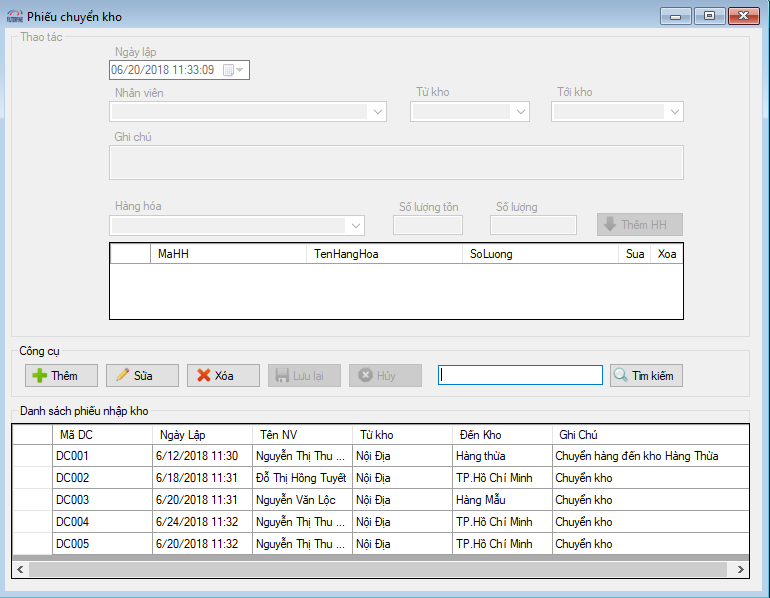 Phiếu chuyển kho
Thao tác
Ngày lập
06/20/2018 11:33:09
Nhân viên Từ kho Tới kho
Ghi chú
Hàng hóa Số lượng tồn Số lượng
Thêm HH
MaHH TenHangHoa SoLuong Sua Xoa
Công cụ
Thêm Sửa Xóa Lưu lại Hủy Tìm kiếm
Danh sách phiếu nhập kho
Mã DC Ngày Lập Tên NV Từ kho Đến Kho Ghi Chú
DC001 6/12/2018 11:30 Nguyễn Thị Thu ... Nội Địa Hàng thừa Chuyển hàng đến kho Hàng Thừa
DC002 6/18/2018 11:31 Đỗ Thị Hồng Tuyết Nội Địa TP.Hồ Chí Minh Chuyển kho
DC003 6/20/2018 11:31 Nguyễn Văn Lộc Nội Địa Hàng Mẫu Chuyển kho
DC004 6/24/2018 11:32 Nguyễn Thị Thu ... Nội Địa TP.Hồ Chí Minh Chuyển kho
DC005 6/20/2018 11:32 Nguyễn Thị Thu ... Nội Địa TP.Hồ Chí Minh Chuyển kho